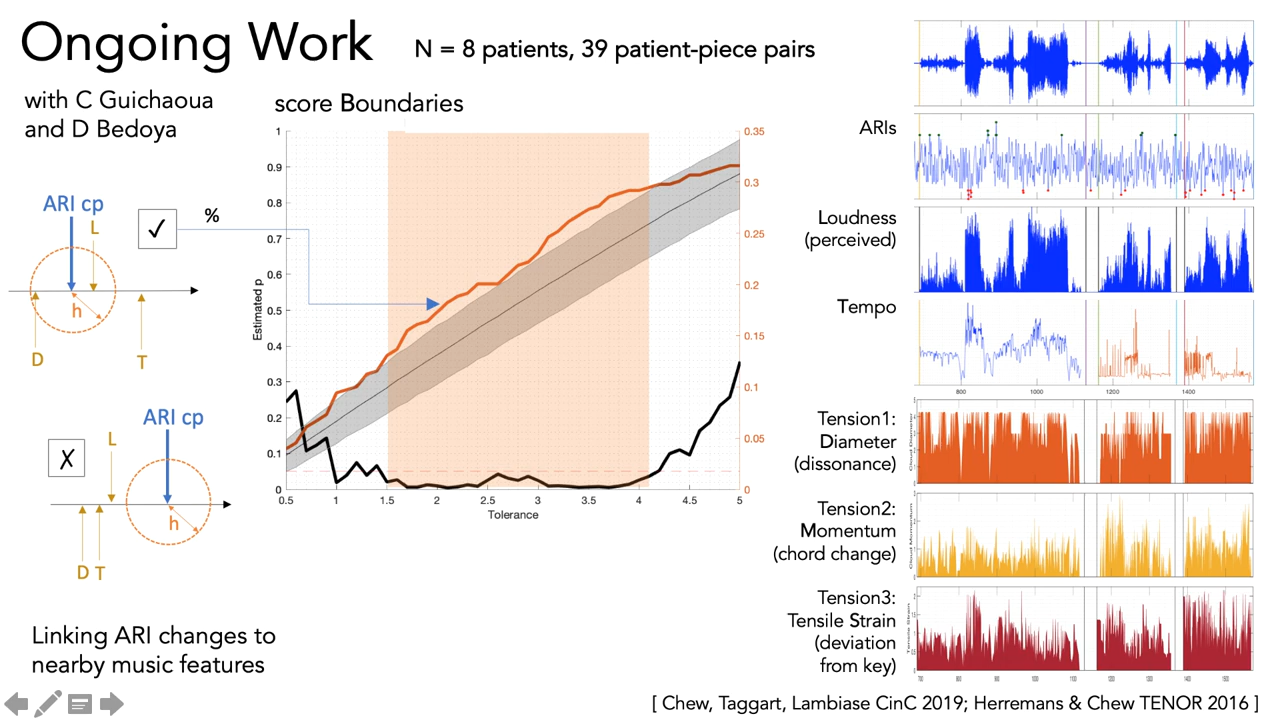 Ongoing Work
N = 8 patients, 39 patient-piece pairs
with C Guichaoua
and D Bedoya
score Boundaries
ARI cp
L
✓
%
h
D
T
ARI cp
L
X
h
D T
Linking ARI changes to
nearby music features
1
0.9
0.8
0.7
0.6
0.5
0.4
0.3
0.2
0.1
0
Estimated p
0.5
1
1.5
2
2.5
3
3.5
4
4.5
5
Tolerance
0.35
0.3
0.25
0.2
0.15
0.1
0.05
0
ARIs
Loudness
(perceived)
Tempo
800
1000
1200
1400
Tension1:
Diameter
(dissonance)
Tension2:
Momentum
(chord change)
Tension3:
Tensile Strain
(deviation
from key)
[ Chew, Taggart, Lambiase CinC 2019; Herremans & Chew TENOR 2016 ]